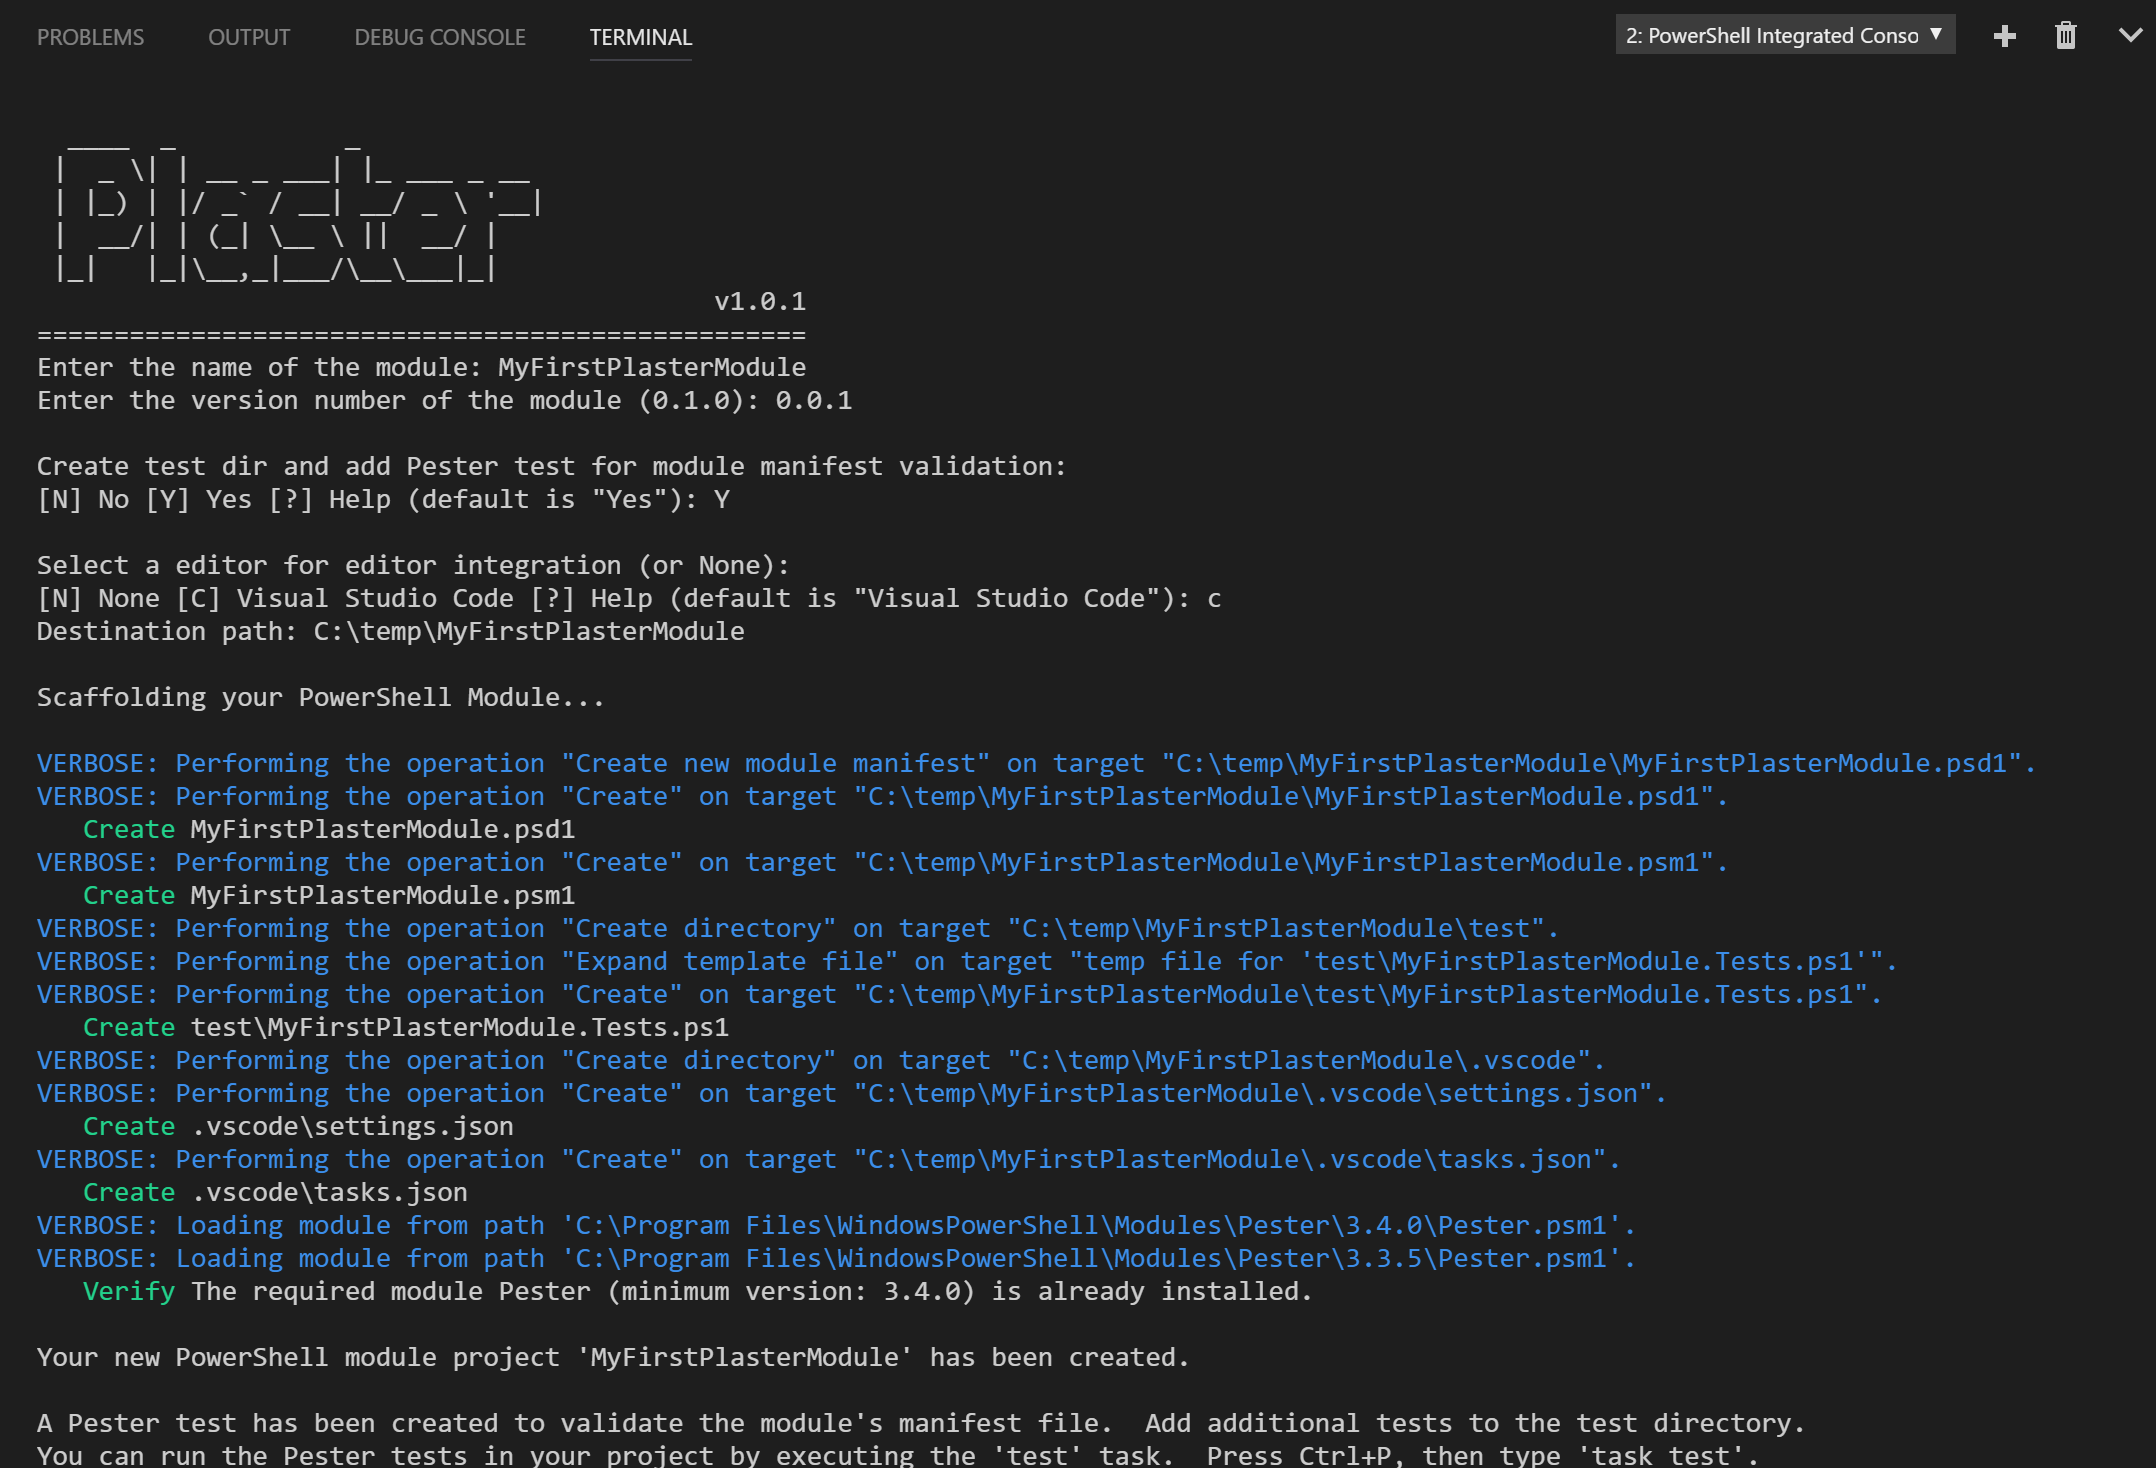 PROBLEMS OUTPUT DEBUG CONSOLE TERMINAL 2: PowerShell Integrated Conso
Plaster
v1.0.1
==================================================
Enter the name of the module: MyFirstPlasterModule
Enter the version number of the module (0.1.0): 0.0.1
Create test dir and add Pester test for module manifest validation:
[N] No [Y] Yes [?] Help (default is "Yes"): Y
Select a editor for editor integration (or None):
[N] None [C] Visual Studio Code [?] Help (default is "Visual Studio Code"): c
Destination path: C:\temp\MyFirstPlasterModule
Scaffolding your PowerShell Module...
VERBOSE: Performing the operation "Create new module manifest" on target "C:\temp\MyFirstPlasterModule\MyFirstPlasterModule.psd1".
VERBOSE: Performing the operation "Create" on target "C:\temp\MyFirstPlasterModule\MyFirstPlasterModule.psd1".
Create MyFirstPlasterModule.psd1
VERBOSE: Performing the operation "Create" on target "C:\temp\MyFirstPlasterModule\MyFirstPlasterModule.psm1".
Create MyFirstPlasterModule.psm1
VERBOSE: Performing the operation "Create directory" on target "C:\temp\MyFirstPlasterModule\test".
VERBOSE: Performing the operation "Expand template file" on target "temp file for 'test\MyFirstPlasterModule.Tests.ps1'".
VERBOSE: Performing the operation "Create" on target "C:\temp\MyFirstPlasterModule\test\MyFirstPlasterModule.Tests.ps1".
Create test\MyFirstPlasterModule.Tests.ps1
VERBOSE: Performing the operation "Create directory" on target "C:\temp\MyFirstPlasterModule\.vscode".
VERBOSE: Performing the operation "Create" on target "C:\temp\MyFirstPlasterModule\.vscode\settings.json".
Create .vscode\settings.json
VERBOSE: Performing the operation "Create" on target "C:\temp\MyFirstPlasterModule\.vscode\tasks.json".
Create .vscode\tasks.json
VERBOSE: Loading module from path 'C:\Program Files\WindowsPowerShell\Modules\Pester\3.4.0\Pester.psm1'.
VERBOSE: Loading module from path 'C:\Program Files\WindowsPowerShell\Modules\Pester\3.3.5\Pester.psm1'.
Verify The required module Pester (minimum version: 3.4.0) is already installed.
Your new PowerShell module project 'MyFirstPlasterModule' has been created.
A Pester test has been created to validate the module's manifest file.  Add additional tests to the test directory.
You can run the Pester tests in your project by executing the 'test' task.  Press Ctrl+P, then type 'task test'.